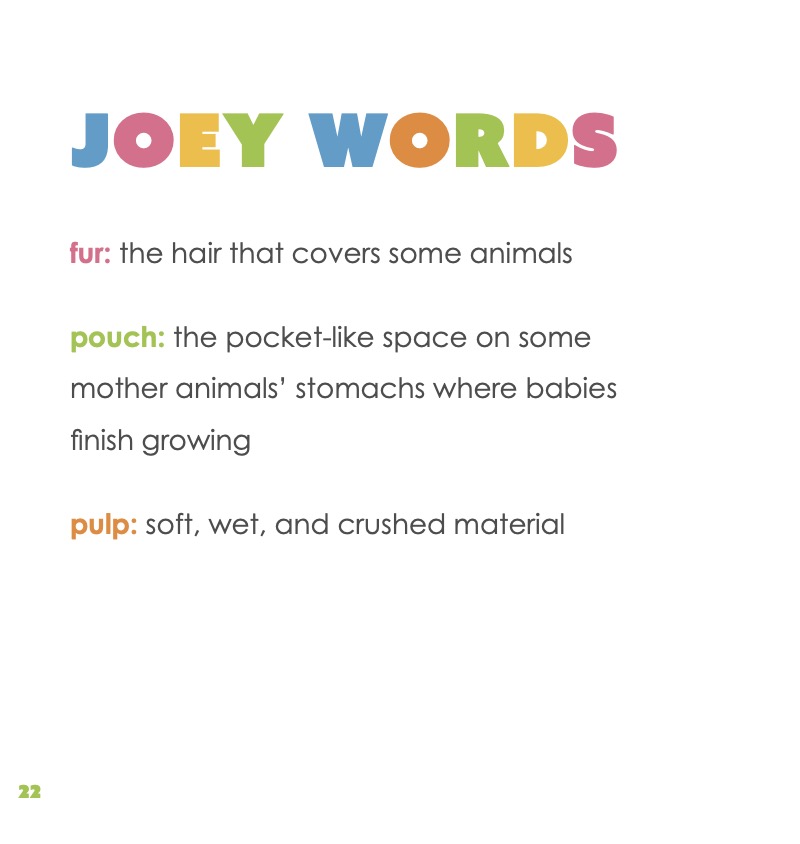 JOEY WORDS
fur: the hair that covers some animals
pouch: the pocket-like space on some
mother animals’ stomachs where babies
finish growing
pulp: soft, wet, and crushed material
22